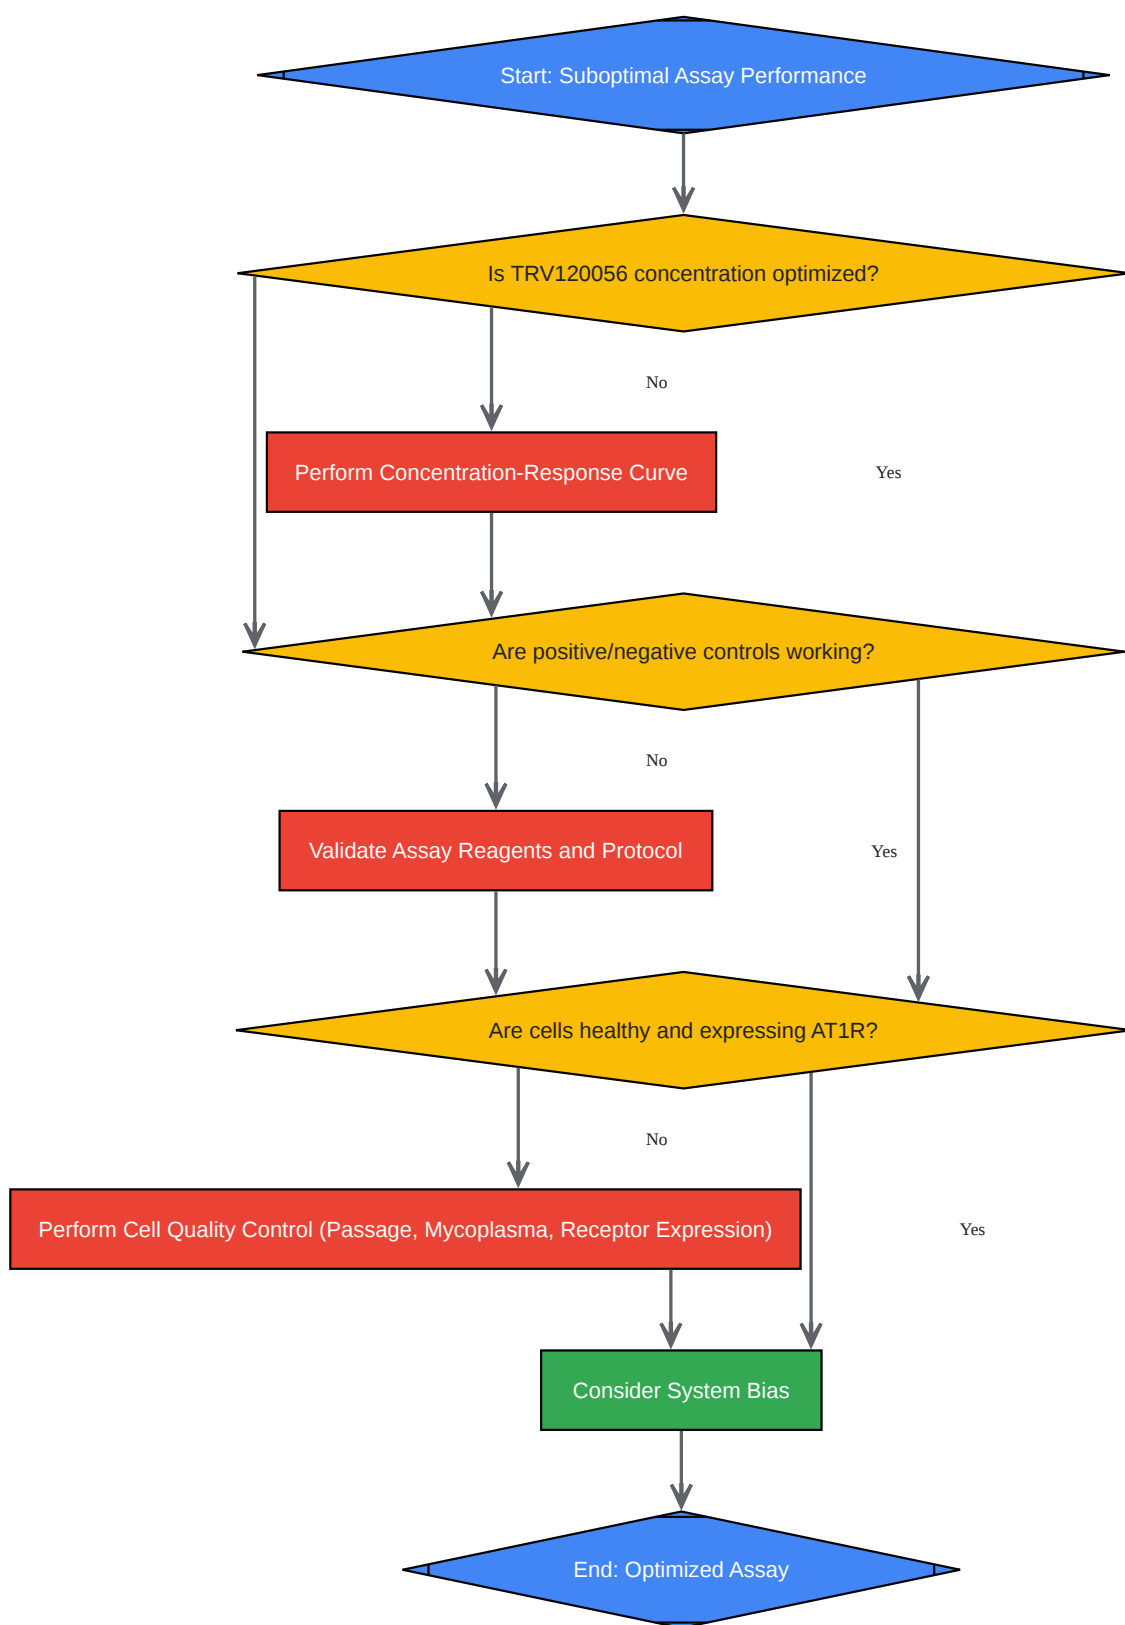 Start: Suboptimal Assay Performance
Is TRV120056 concentration optimized?
No
Perform Concentration-Response Curve
Yes
Are positive/negative controls working?
No
Validate Assay Reagents and Protocol
Yes
Are cells healthy and expressing AT1R?
No
Perform Cell Quality Control (Passage, Mycoplasma, Receptor Expression)
Yes
Consider System Bias
End: Optimized Assay